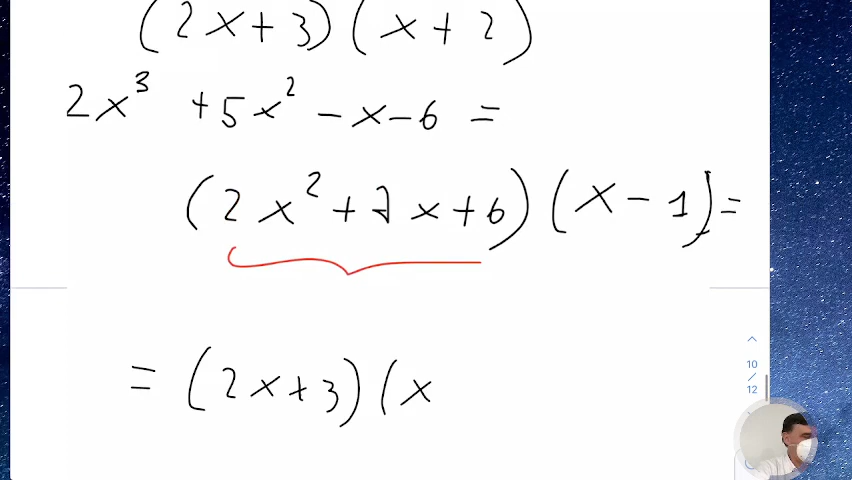 (2x+3)(x+2)
2x³ +5x² -x-6 =
(2x²+7x+6)(x-1)=
=(2x+3)(x
10
/
12